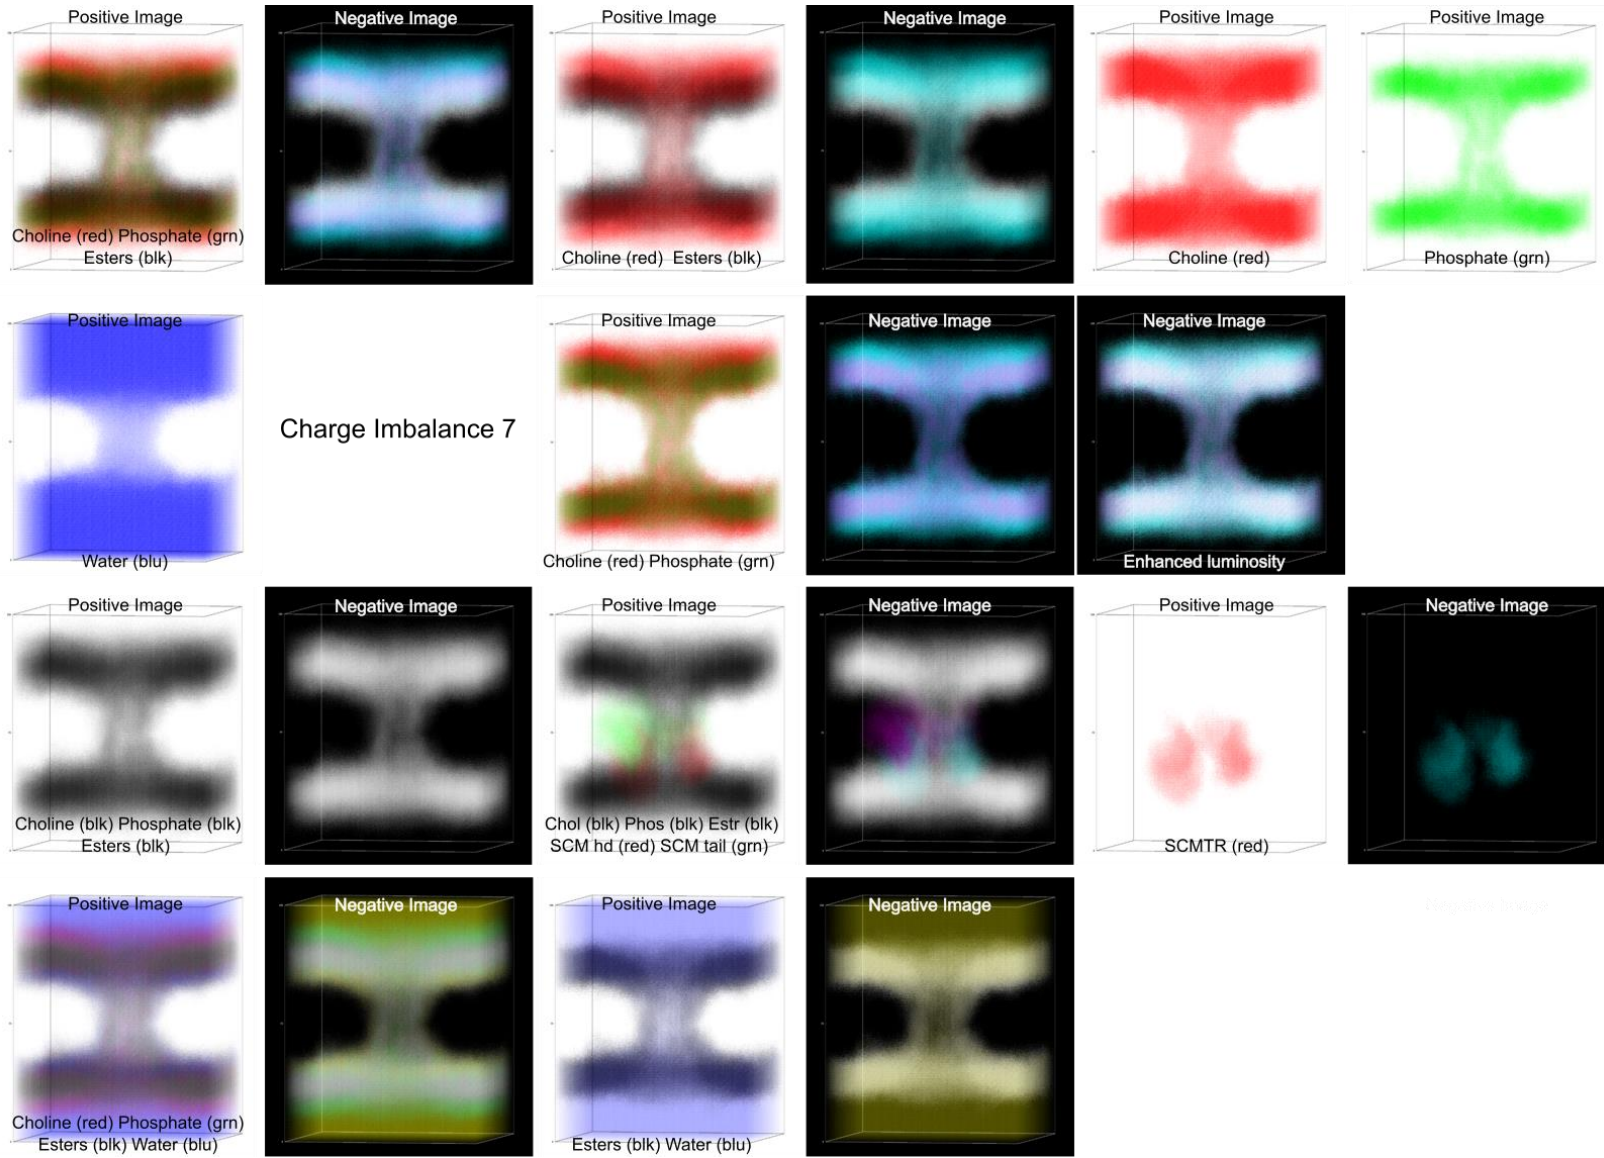 Positive Image
Negative Image
Positive Image
Negative Image
Positive Image
Positive Image
Choline (red) Phosphate (grn)
Esters (blk)
Choline (red) Esters (blk)
Choline (red)
Phosphate (grn)
Positive Image
Positive Image
Negative Image
Negative Image
Charge Imbalance 7
Water (blu)
Choline (red) Phosphate (grn)
Enhanced luminosity
Positive Image
Negative Image
Positive Image
Negative Image
Positive Image
Negative Image
Choline (blk) Phosphate (blk)
Esters (blk)
Chol (blk) Phos (blk) Estr (blk)
SCM hd (red) SCM tail (grn)
SCMTR (red)
Positive Image
Negative Image
Positive Image
Negative Image
Choline (red) Phosphate (grn)
Esters (blk) Water (blu)
Esters (blk) Water (blu)